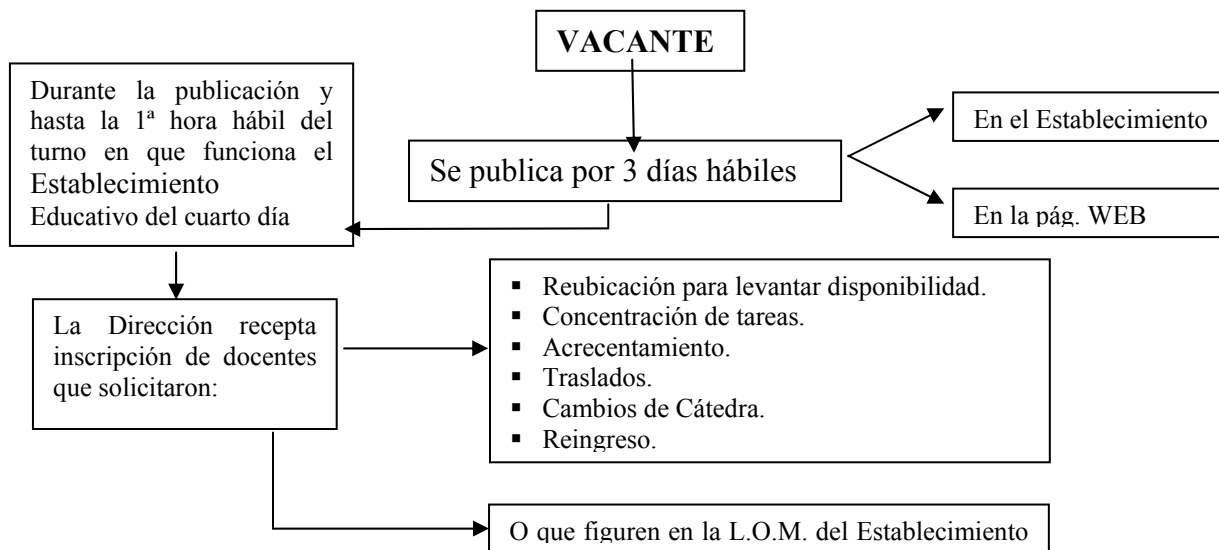 VACANTE
Durante la publicación y
hasta la 1ª hora hábil del
turno en que funciona el
Establecimiento
Educativo del cuarto día
Se publica por 3 días hábiles
En el Establecimiento
En la pág. WEB
La Dirección recepta
inscripción de docentes
que solicitaron:
▪ Reubicación para levantar disponibilidad.
▪ Concentración de tareas.
▪ Acrecentamiento.
▪ Traslados.
▪ Cambios de Cátedra.
▪ Reingreso.
O que figuren en la L.O.M. del Establecimiento